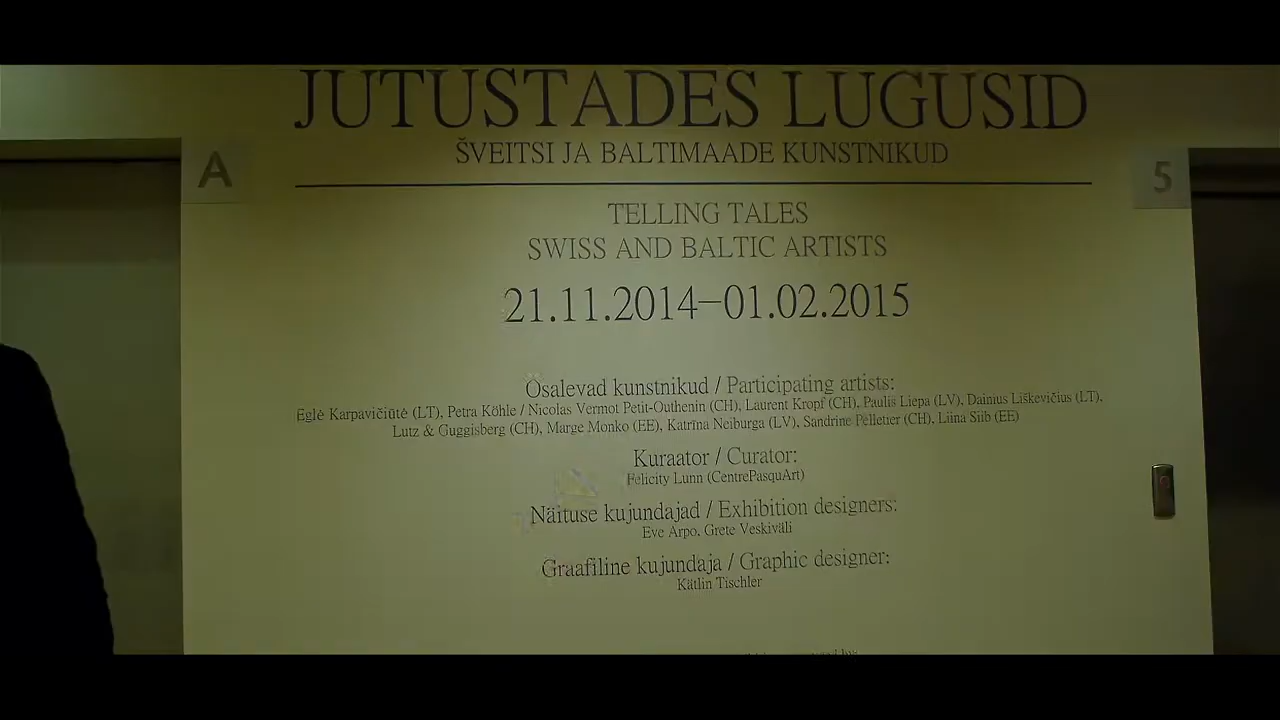 JUTUSTADES LUGUSID
ŠVEITSI JA BALTIMAADE KUNSTNIKUD
A
5
TELLING TALES
SWISS AND BALTIC ARTISTS
21.11.2014–01.02.2015
Osalevad kunstnikud / Participating artists:
Eglė Karpavičiūtė (LT), Petra Köhle / Nicolas Vermot Petit-Outhenin (CH), Laurent Kropf (CH), Paulis Liepa (LV), Dainius Liškevičius (LT),
Lutz & Guggisberg (CH), Marge Monko (EE), Katrīna Neiburga (LV), Sandrine Pelletier (CH), Liina Siib (EE)
Kuraator / Curator:
Felicity Lunn (CentrePasquArt)
Näituse kujundajad / Exhibition designers:
Eve Arpo, Grete Veskiväli
Graafiline kujundaja / Graphic designer:
Kätlin Tischler